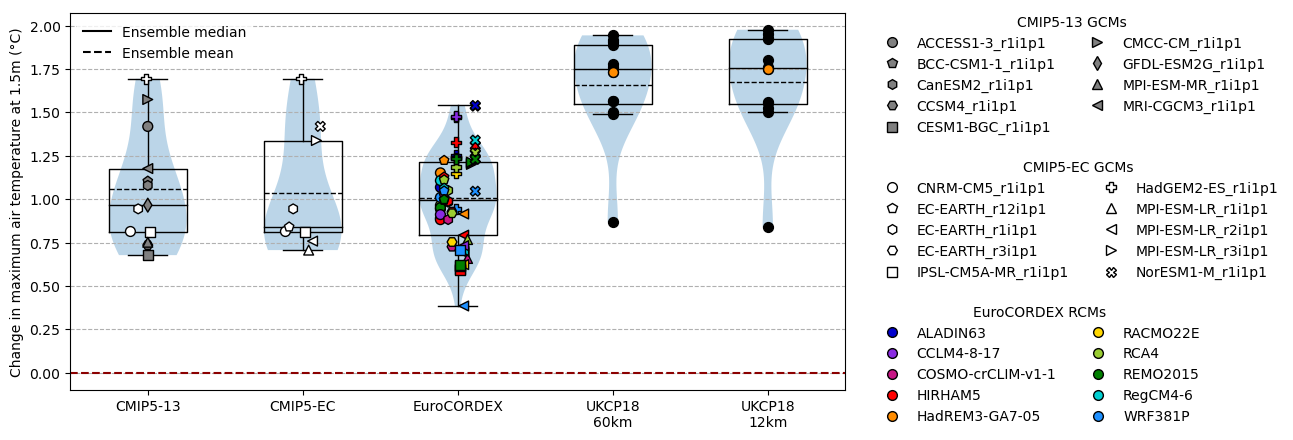 Change in maximum air temperature at 1.5m (°C)
2.00
1.75
1.50
1.25
1.00
0.75
0.50
0.25
0.00
Ensemble median
Ensemble mean
CMIP5-13
CMIP5-EC
EuroCORDEX
UKCP18
60km
UKCP18
12km
CMIP5-13 GCMs
ACCESS1-3_r1i1p1
BCC-CSM1-1_r1i1p1
CanESM2_r1i1p1
CCSM4_r1i1p1
CESM1-BGC_r1i1p1
CMCC-CM_r1i1p1
GFDL-ESM2G_r1i1p1
MPI-ESM-MR_r1i1p1
MRI-CGCM3_r1i1p1
CMIP5-EC GCMs
CNRM-CM5_r1i1p1
EC-EARTH_r12i1p1
EC-EARTH_r1i1p1
EC-EARTH_r3i1p1
IPSL-CM5A-MR_r1i1p1
HadGEM2-ES_r1i1p1
MPI-ESM-LR_r1i1p1
MPI-ESM-LR_r2i1p1
MPI-ESM-LR_r3i1p1
NorESM1-M_r1i1p1
EuroCORDEX RCMs
ALADIN63
CCLM4-8-17
COSMO-crCLIM-v1-1
HIRHAM5
HadREM3-GA7-05
RACMO22E
RCA4
REMO2015
RegCM4-6
WRF381P